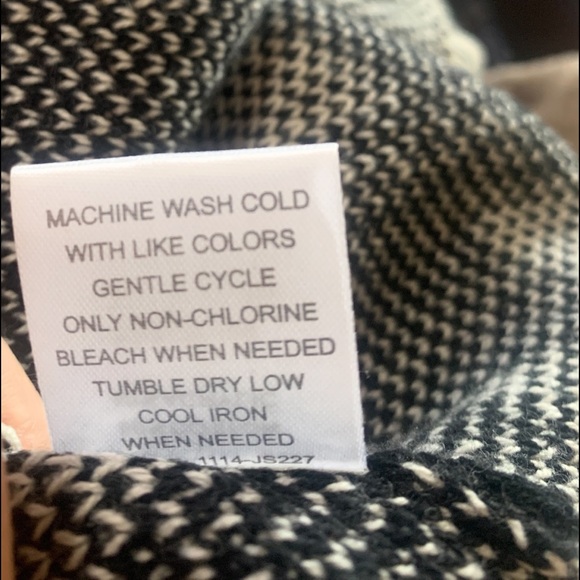 MACHINE WASH COLD
WITH LIKE COLORS
GENTLE CYCLE
ONLY NON-CHLORINE
BLEACH WHEN NEEDED
TUMBLE DRY LOW
COOL IRON
WHEN NEEDED
1114-JS227